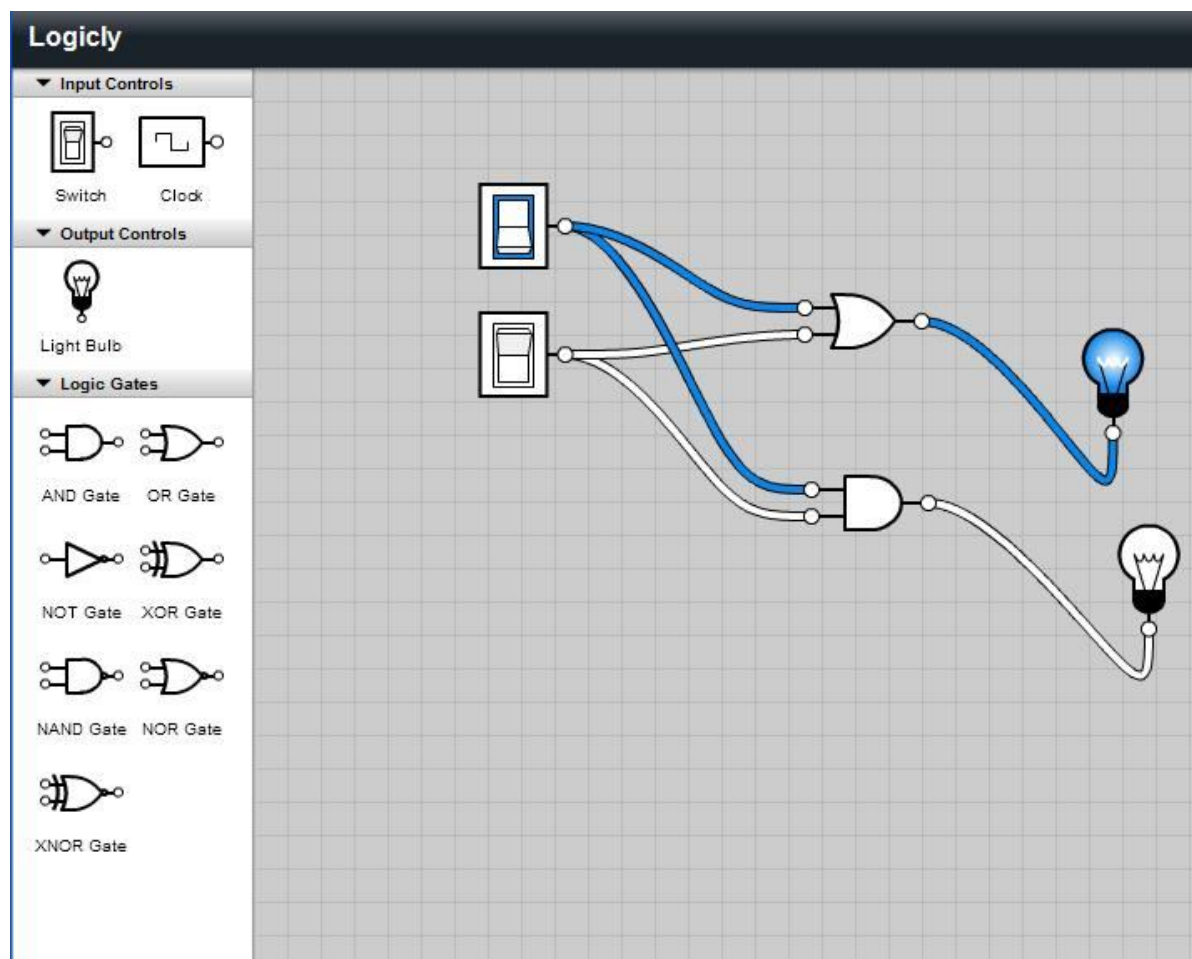 Logicly
Input Controls
Switch Clock
Output Controls
Light Bulb
Logic Gates
AND Gate OR Gate
NOT Gate XOR Gate
NAND Gate NOR Gate
XNOR Gate